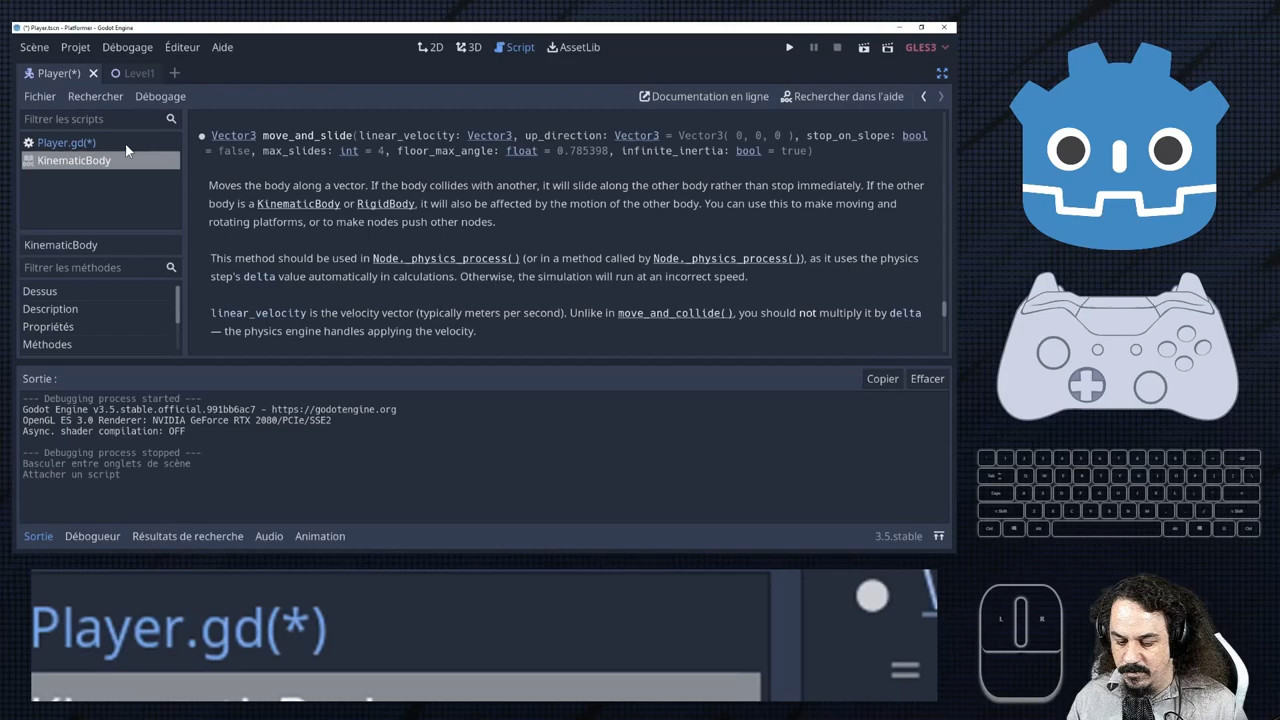 (*) Player.tscn - Platformer - Godot Engine
Scène Projet Débogage Éditeur Aide 2D 3D Script AssetLib GLES3
Player(*) Level1
Fichier Rechercher Débogage Documentation en ligne Rechercher dans l'aide
Filtrer les scripts
Player.gd(*)
KinematicBody
KinematicBody
Filtrer les méthodes
Dessus
Description
Propriétés
Méthodes
Vector3 move_and_slide(linear_velocity: Vector3, up_direction: Vector3 = Vector3( 0, 0, 0 ), stop_on_slope: bool
= false, max_slides: int = 4, floor_max_angle: float = 0.785398, infinite_inertia: bool = true)
Moves the body along a vector. If the body collides with another, it will slide along the other body rather than stop immediately. If the other
body is a KinematicBody or RigidBody, it will also be affected by the motion of the other body. You can use this to make moving and
rotating platforms, or to make nodes push other nodes.
This method should be used in Node._physics_process() (or in a method called by Node._physics_process()), as it uses the physics
step's delta value automatically in calculations. Otherwise, the simulation will run at an incorrect speed.
linear_velocity is the velocity vector (typically meters per second). Unlike in move_and_collide(), you should not multiply it by delta
— the physics engine handles applying the velocity.
Sortie : Copier Effacer
--- Debugging process started ---
Godot Engine v3.5.stable.official.991bb6ac7 - https://godotengine.org
OpenGL ES 3.0 Renderer: NVIDIA GeForce RTX 2080/PCIe/SSE2
Async. shader compilation: OFF
--- Debugging process stopped ---
Basculer entre onglets de scène
Attacher un script
Sortie Débogueur Résultats de recherche Audio Animation 3.5.stable
Player.gd(*)
L R